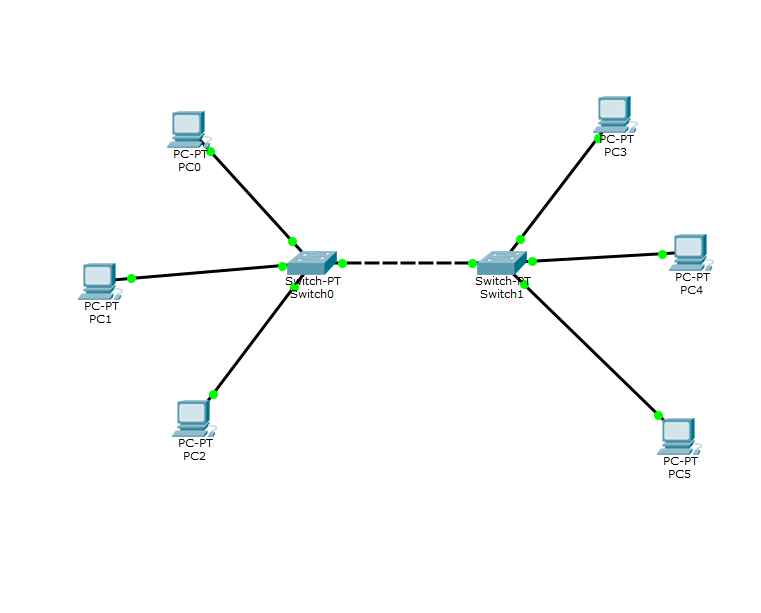 PC-PT
PC0
PC-PT
PC3
PC-PT
PC1
Switch-PT
Switch0
Switch-PT
Switch1
PC-PT
PC4
PC-PT
PC2
PC-PT
PC5